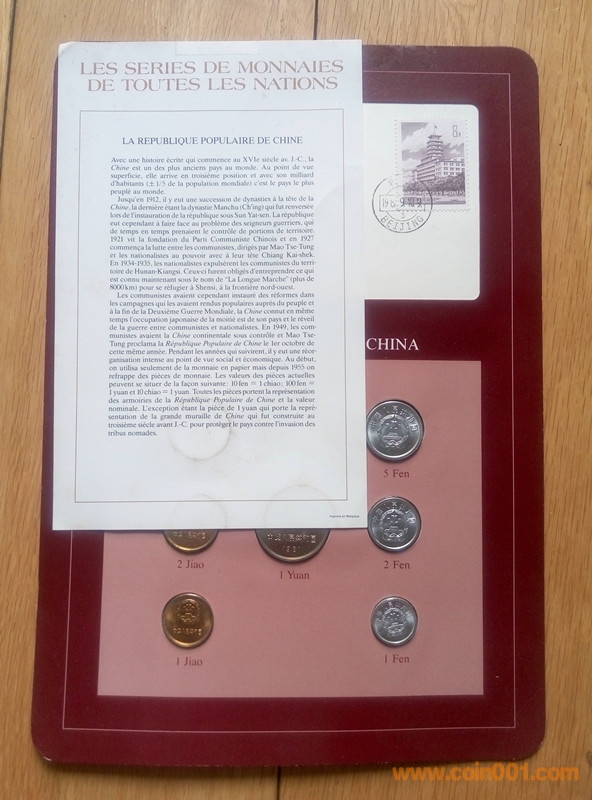 LES SERIES DE MONNAIES
DE TOUTES LES NATIONS
LA REPUBLIQUE POPULAIRE DE CHINE
Avec une histoire écrite qui commence au XVIe siècle av. J.-C., la
Chine est un des plus anciens pays au monde. Au point de vue
superficie, elle arrive en troisième position et avec son milliard
d'habitants (±1/5 de la population mondiale) c'est le pays le plus
peuplé au monde.
Jusqu'en 1912, il y eut une succession de dynasties à la tête de la
Chine, la dernière étant la dynastie Manchu (Ch'ing) qui fut renversée
lors de l'instauration de la république sous Sun Yat-sen. La république
eut cependant à faire face au problème des seigneurs guerriers, qui
de temps en temps prenaient le contrôle de portions de territoire.
1921 vit la fondation du Parti Communiste Chinois et en 1927
commença la lutte entre les communistes, dirigés par Mao Tse-Tung
et les nationalistes au pouvoir avec à leur tête Chiang Kai-shek.
En 1934-1935, les nationalistes expulsèrent les communistes du terri-
toire de Hunan-Kiangsi. Ceux-ci furent obligés d'entreprendre ce qui
est connu maintenant sous le nom de "La Longue Marche" (plus de
8000 km) pour se réfugier à Shensi, à la frontière nord-ouest.
Les communistes avaient cependant instauré des réformes dans
les campagnes qui les avaient rendus populaires auprès du peuple et
à la fin de la Deuxième Guerre Mondiale, la Chine connut en même
temps l'occupation japonaise de la moitié de son pays et le réveil
de la guerre entre communistes et nationalistes. En 1949, les com-
munistes avaient la Chine continentale sous contrôle et Mao Tse-
Tung proclama la République Populaire de Chine le 1er octobre de
cette même année. Pendant les années qui suivirent, il y eut une réor-
ganisation intense au point de vue social et économique. Au début,
on utilisa seulement de la monnaie en papier mais depuis 1955 on
refrappe des pièces de monnaie. Les valeurs des pièces actuelles
peuvent se situer de la façon suivante: 10 fen = 1 chiao; 100 fen =
1 yuan et 10 chiao = 1 yuan. Toutes les pièces portent la représentation
des armoiries de la République Populaire de Chine et la valeur
nominale. L'exception étant la pièce de 1 yuan qui porte la repré-
sentation de la grande muraille de Chine qui fut construite au
troisième siècle avant J.-C. pour protéger le pays contre l'invasion des
tribus nomades.
Imprimé en Belgique
8
BEIJING
CHINA
5 Fen
2 Jiao
1981
1 Yuan
2 Fen
1 Jiao
1 Fen
www.coin001.com